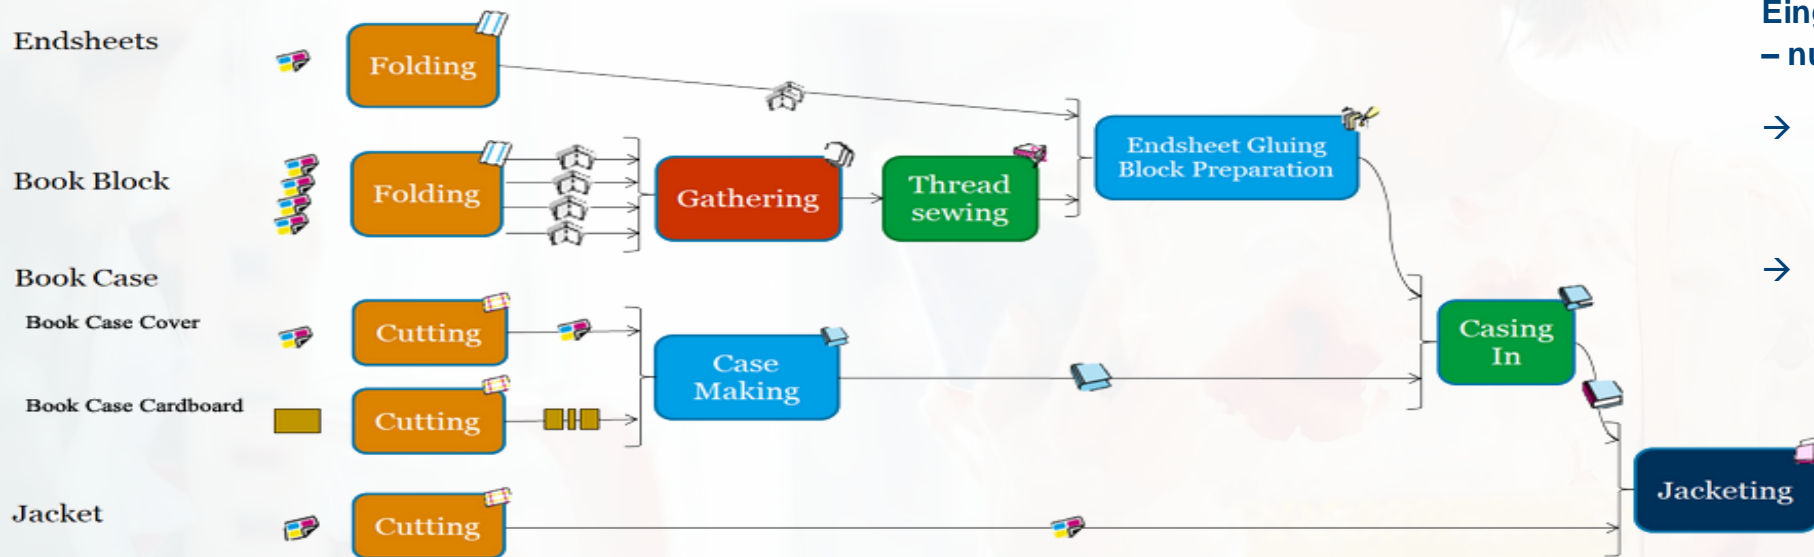 Endsheets
Folding
Book Block
Folding
Gathering
Thread
sewing
Endsheet Gluing
Block Preparation
Book Case
Book Case Cover
Cutting
Case
Making
Book Case Cardboard
Cutting
Casing
In
Jacket
Cutting
Jacketing
– 
→
→